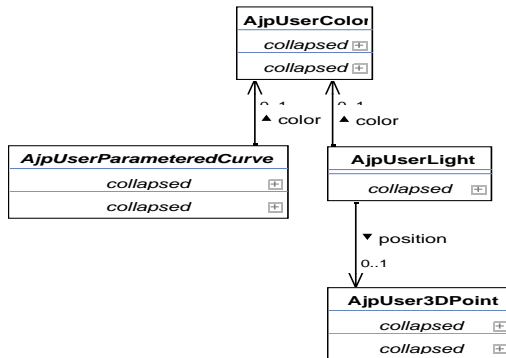 AjpUserColor
collapsed
collapsed
0..1 0..1
▲ color ▲ color
AjpUserParameteredCurve
collapsed
collapsed
AjpUserLight
collapsed
▼ position
0..1
AjpUser3DPoint
collapsed
collapsed